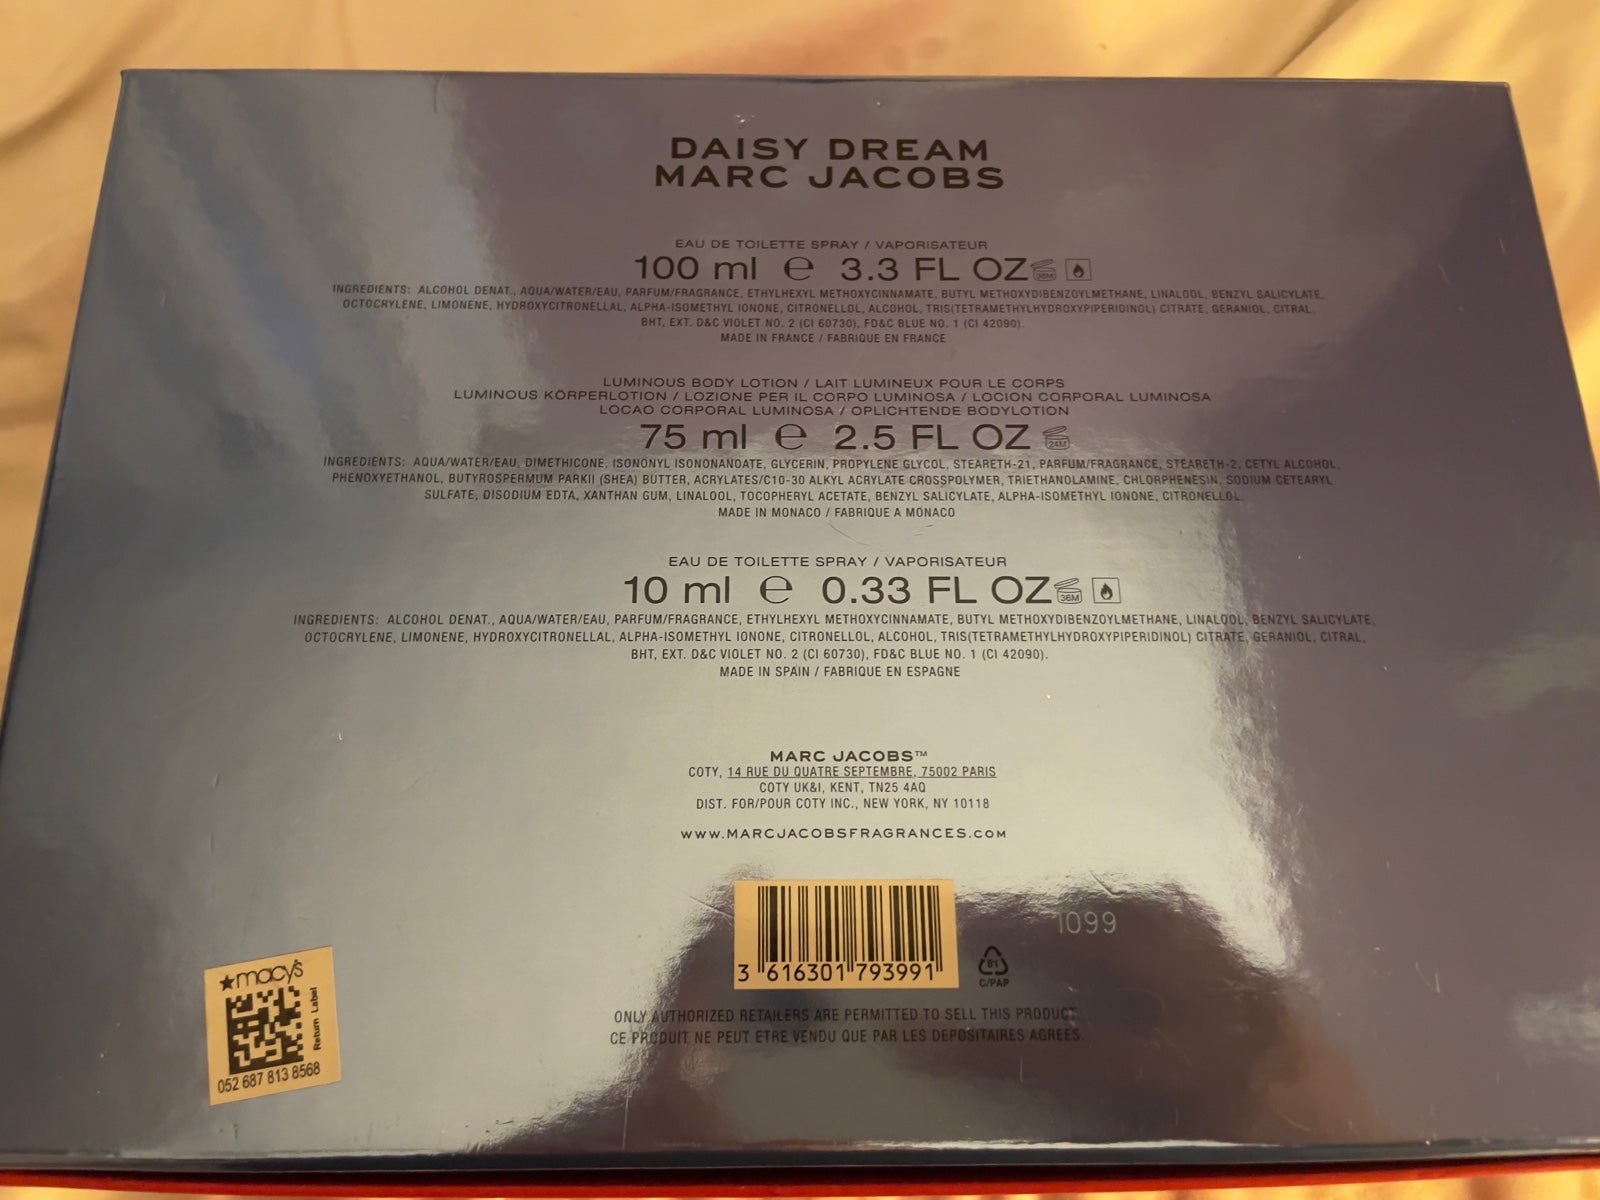 DAISY DREAM
MARC JACOBS
EAU DE TOILETTE SPRAY / VAPORISATEUR
100 ml ℮ 3.3 FL OZ 36M
INGREDIENTS: ALCOHOL DENAT., AQUA/WATER/EAU, PARFUM/FRAGRANCE, ETHYLHEXYL METHOXYCINNAMATE, BUTYL METHOXYDIBENZOYLMETHANE, LINALOOL, BENZYL SALICYLATE,
OCTOCRYLENE, LIMONENE, HYDROXYCITRONELLAL, ALPHA-ISOMETHYL IONONE, CITRONELLOL, ALCOHOL, TRIS(TETRAMETHYLHYDROXYPIPERIDINOL) CITRATE, GERANIOL, CITRAL,
BHT, EXT. D&C VIOLET NO. 2 (CI 60730), FD&C BLUE NO. 1 (CI 42090).
MADE IN FRANCE / FABRIQUE EN FRANCE
LUMINOUS BODY LOTION / LAIT LUMINEUX POUR LE CORPS
LUMINOUS KÖRPERLOTION / LOZIONE PER IL CORPO LUMINOSA / LOCION CORPORAL LUMINOSA
LOCAO CORPORAL LUMINOSA / OPLICHTENDE BODYLOTION
75 ml ℮ 2.5 FL OZ 24M
INGREDIENTS: AQUA/WATER/EAU, DIMETHICONE, ISONONYL ISONONANOATE, GLYCERIN, PROPYLENE GLYCOL, STEARETH-21, PARFUM/FRAGRANCE, STEARETH-2, CETYL ALCOHOL,
PHENOXYETHANOL, BUTYROSPERMUM PARKII (SHEA) BUTTER, ACRYLATES/C10-30 ALKYL ACRYLATE CROSSPOLYMER, TRIETHANOLAMINE, CHLORPHENESIN, SODIUM CETEARYL
SULFATE, DISODIUM EDTA, XANTHAN GUM, LINALOOL, TOCOPHERYL ACETATE, BENZYL SALICYLATE, ALPHA-ISOMETHYL IONONE, CITRONELLOL.
MADE IN MONACO / FABRIQUE A MONACO
EAU DE TOILETTE SPRAY / VAPORISATEUR
10 ml ℮ 0.33 FL OZ 36M
INGREDIENTS: ALCOHOL DENAT., AQUA/WATER/EAU, PARFUM/FRAGRANCE, ETHYLHEXYL METHOXYCINNAMATE, BUTYL METHOXYDIBENZOYLMETHANE, LINALOOL, BENZYL SALICYLATE,
OCTOCRYLENE, LIMONENE, HYDROXYCITRONELLAL, ALPHA-ISOMETHYL IONONE, CITRONELLOL, ALCOHOL, TRIS(TETRAMETHYLHYDROXYPIPERIDINOL) CITRATE, GERANIOL, CITRAL,
BHT, EXT. D&C VIOLET NO. 2 (CI 60730), FD&C BLUE NO. 1 (CI 42090).
MADE IN SPAIN / FABRIQUE EN ESPAGNE
MARC JACOBS™
COTY, 14 RUE DU QUATRE SEPTEMBRE, 75002 PARIS
COTY UK&I, KENT, TN25 4AQ
DIST. FOR/POUR COTY INC., NEW YORK, NY 10118
WWW.MARCJACOBSFRAGRANCES.COM
3 616301 793991
1099
81
C/PAP
ONLY AUTHORIZED RETAILERS ARE PERMITTED TO SELL THIS PRODUCT.
CE PRODUIT NE PEUT ETRE VENDU QUE PAR LES DEPOSITAIRES AGREES.
★macy's
Return Label
052 687 813 8568